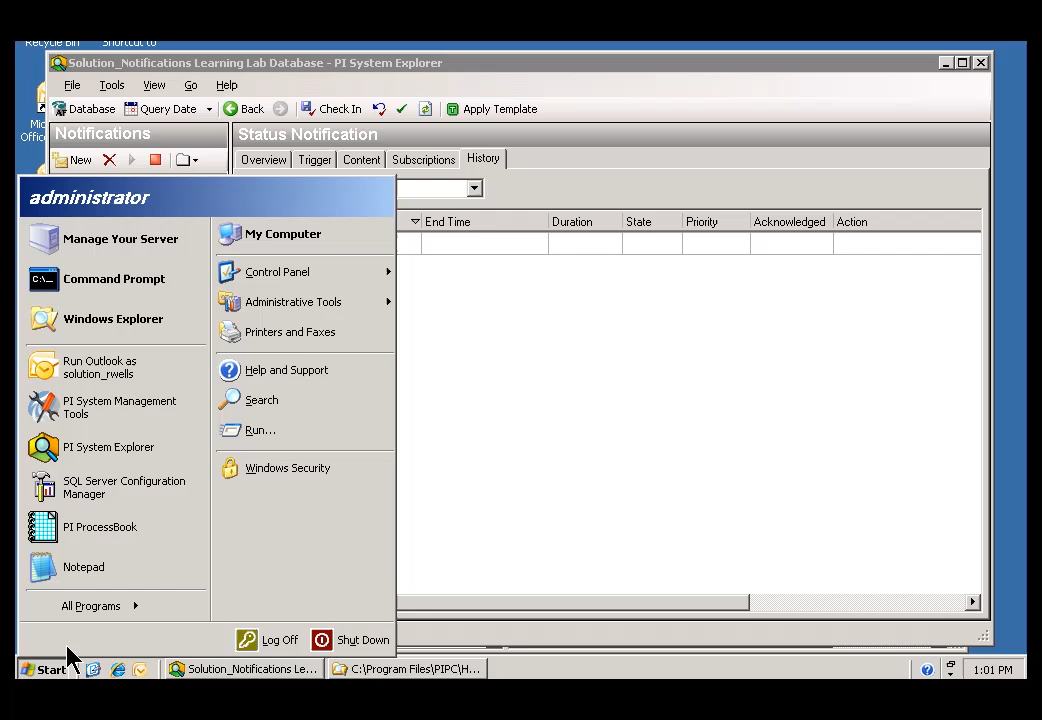 Recycle Bin Shortcut to
Solution_Notifications Learning Lab Database - PI System Explorer
File Tools View Go Help
Database Query Date Back Check In Apply Template
Notifications Status Notification
New Overview Trigger Content Subscriptions History
administrator
End Time Duration State Priority Acknowledged Action
Manage Your Server
Command Prompt
Windows Explorer
Run Outlook as
solution_rwells
PI System Management
Tools
PI System Explorer
SQL Server Configuration
Manager
PI ProcessBook
Notepad
All Programs
My Computer
Control Panel
Administrative Tools
Printers and Faxes
Help and Support
Search
Run...
Windows Security
Log Off Shut Down
Start Solution_Notifications Le... C:\Program Files\PIPC\H... 1:01 PM